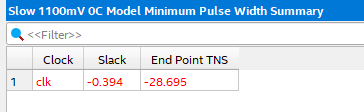 Slow 1100mV 0C Model Minimum Pulse Width Summary
<<Filter>>
Clock Slack End Point TNS
1 clk -0.394 -28.695